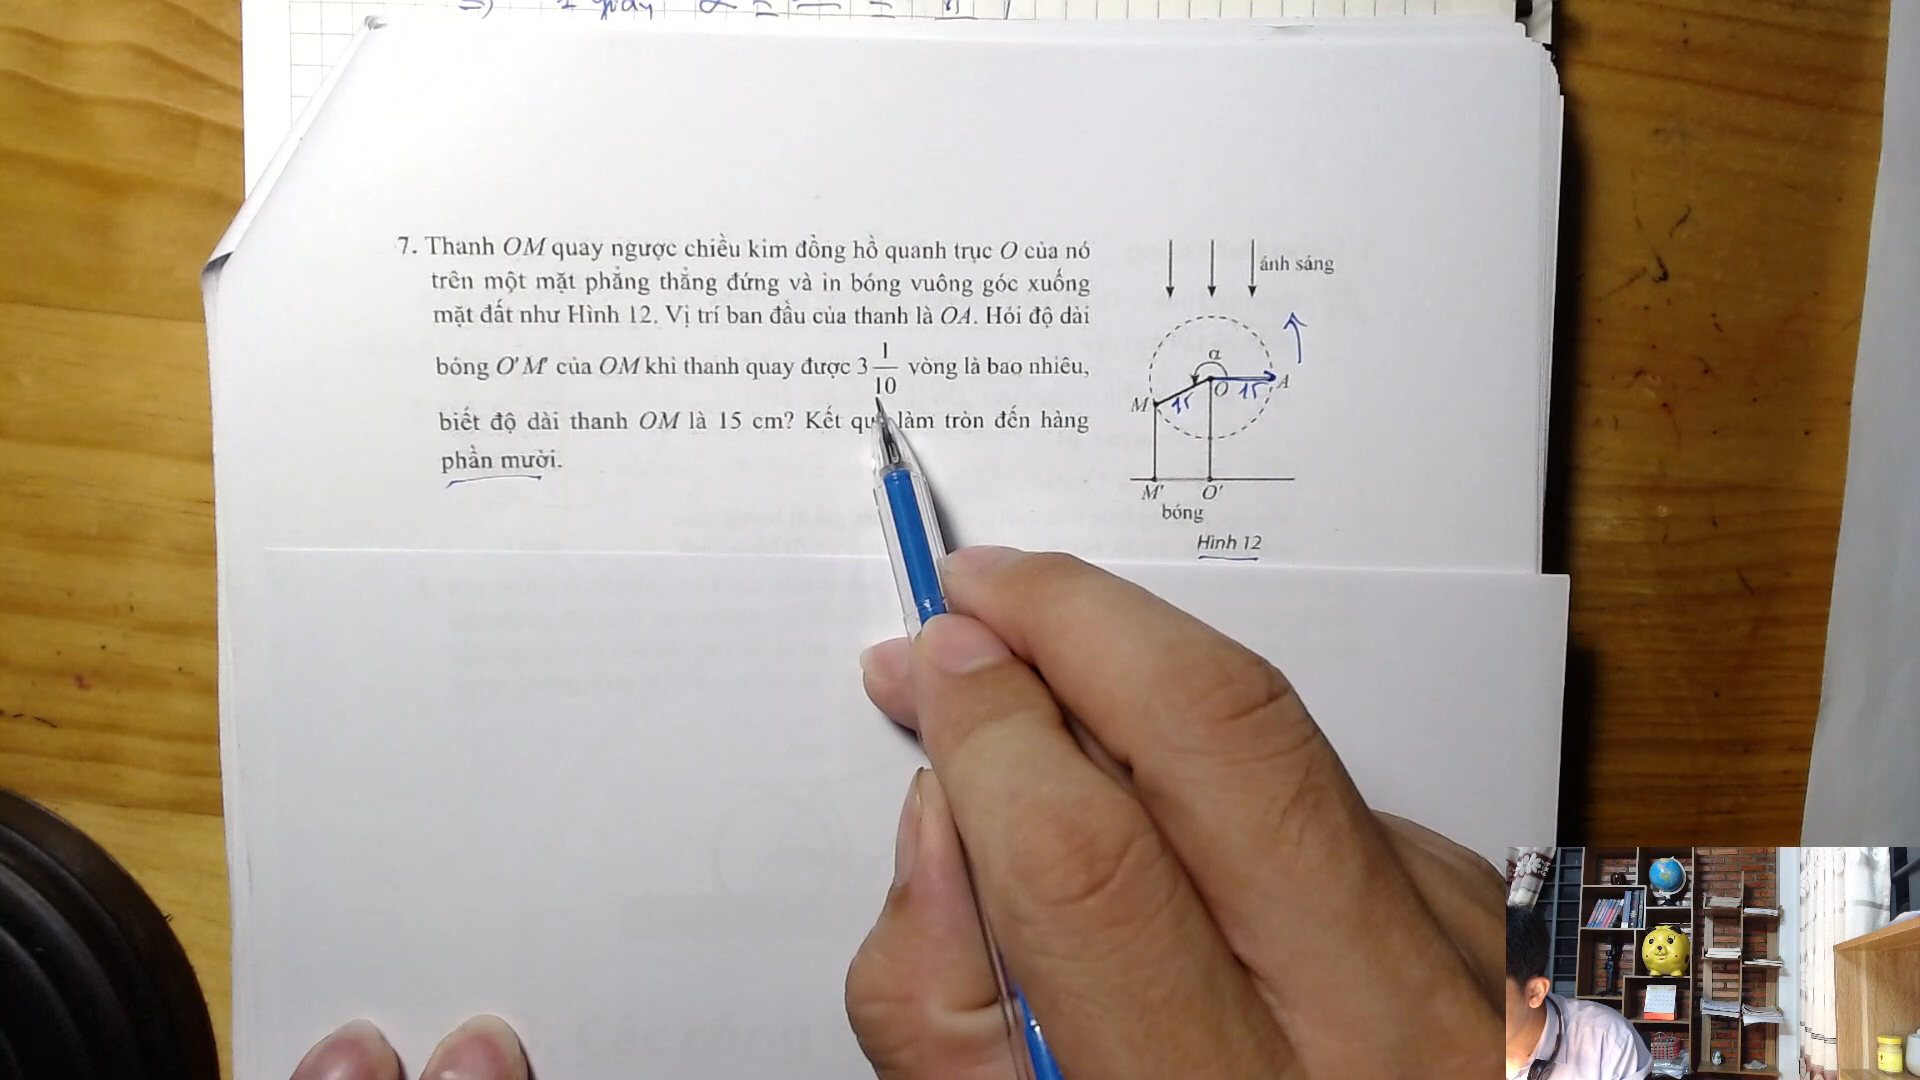 7. Thanh OM quay ngược chiều kim đồng hồ quanh trục O của nó
trên một mặt phẳng thẳng đứng và in bóng vuông góc xuống
mặt đất như Hình 12. Vị trí ban đầu của thanh là OA. Hỏi độ dài
bóng O'M' của OM khi thanh quay được 3 1/10 vòng là bao nhiêu,
biết độ dài thanh OM là 15 cm? Kết làm tròn đến hàng
phần mười.
ánh sáng
α
O
A
M
15
15
M'
O'
bóng
Hình 12